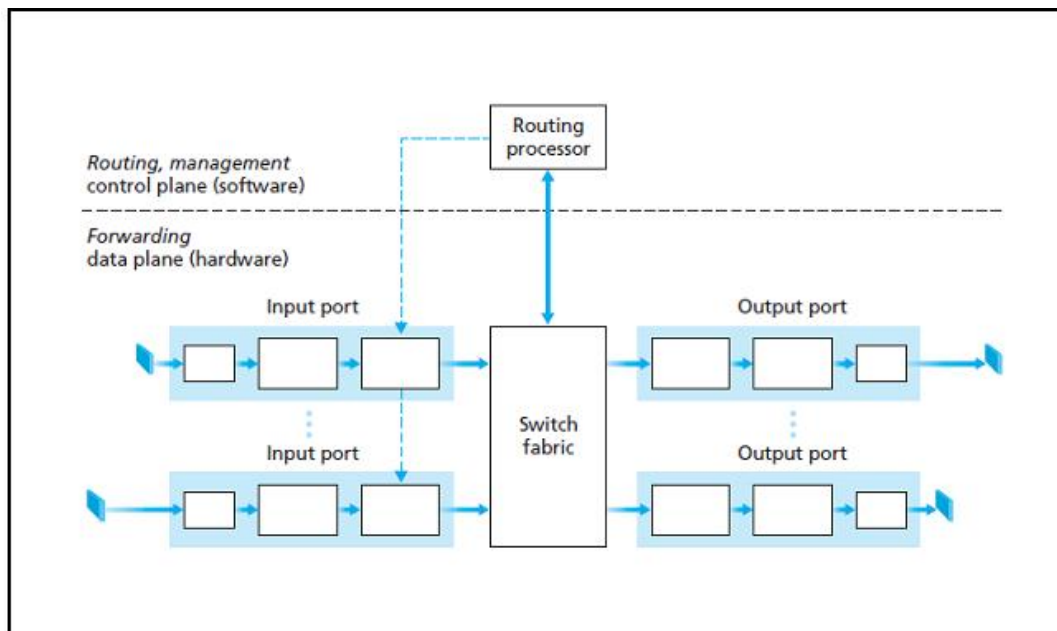 Routing
processor
Routing, management
control plane (software)
Forwarding
data plane (hardware)
Input port
Output port
Switch
fabric
Input port
Output port